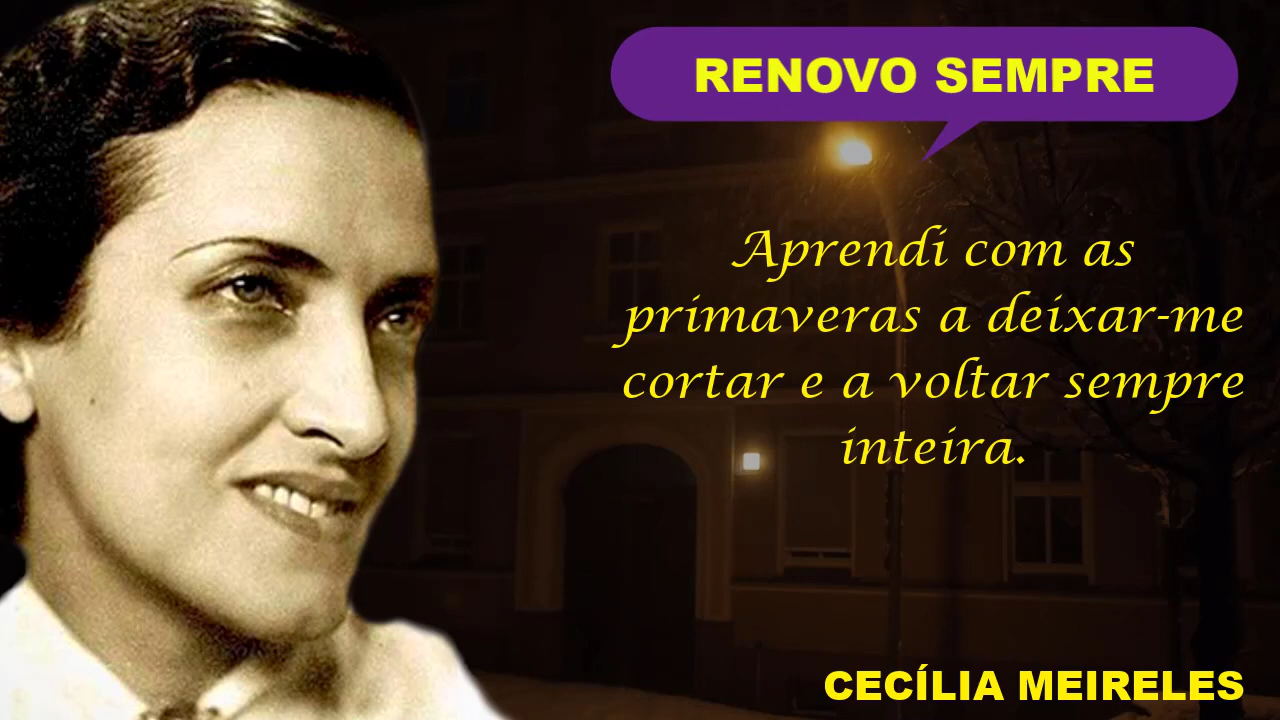 RENOVO SEMPRE
Aprendi com as
primaveras a deixar-me
cortar e a voltar sempre
inteira.
CECÍLIA MEIRELES